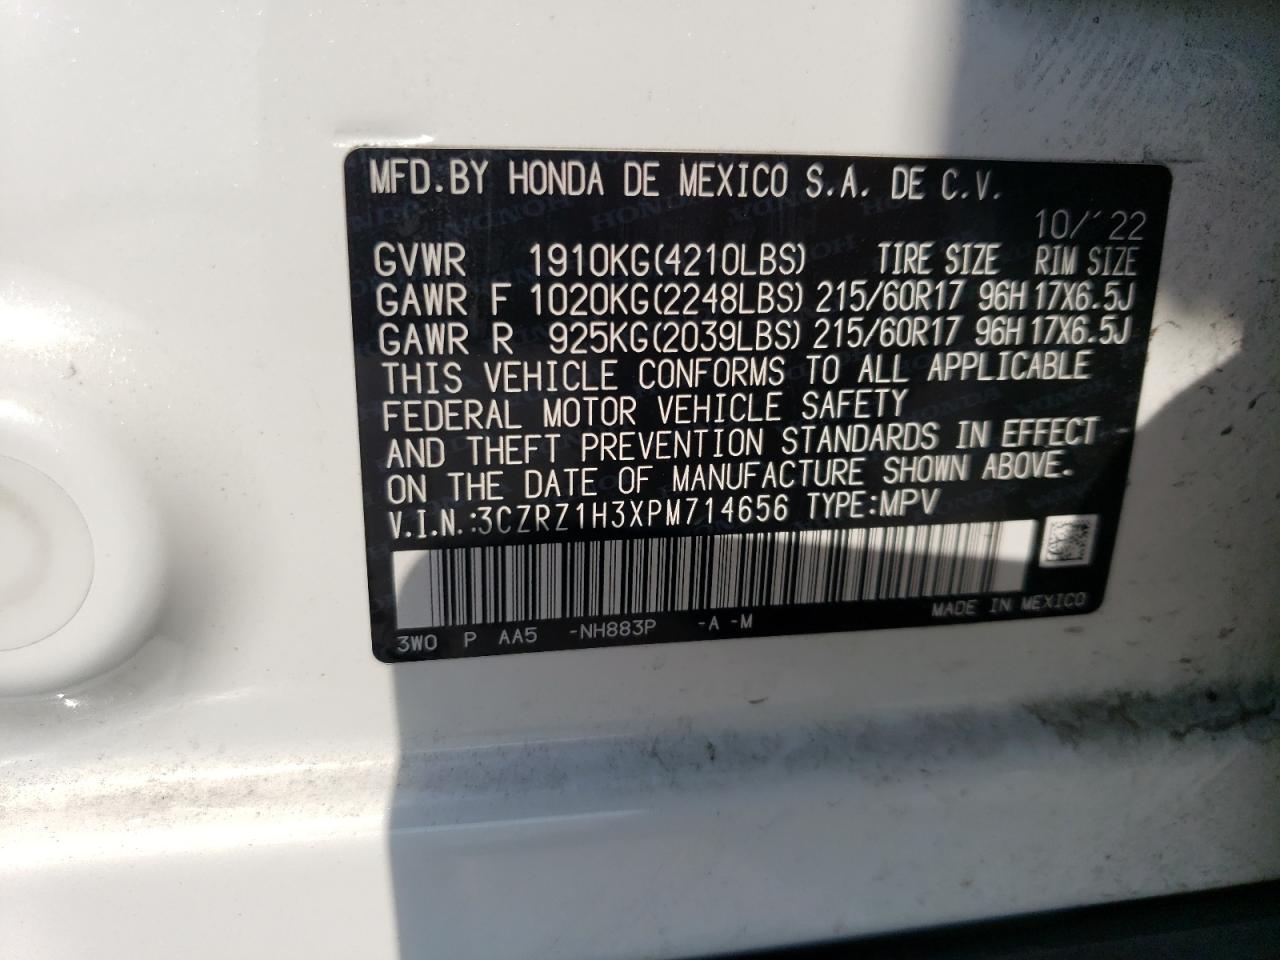 MFD.BY HONDA DE MEXICO S.A. DE C.V.
10/'22
GVWR 1910KG(4210LBS) TIRE SIZE RIM SIZE
GAWR F 1020KG(2248LBS) 215/60R17 96H 17X6.5J
GAWR R 925KG(2039LBS) 215/60R17 96H 17X6.5J
THIS VEHICLE CONFORMS TO ALL APPLICABLE
FEDERAL MOTOR VEHICLE SAFETY
AND THEFT PREVENTION STANDARDS IN EFFECT
ON THE DATE OF MANUFACTURE SHOWN ABOVE.
V.I.N.:3CZRZ1H3XPM714656 TYPE:MPV
MADE IN MEXICO
3W0 P AA5 -NH883P -A -M